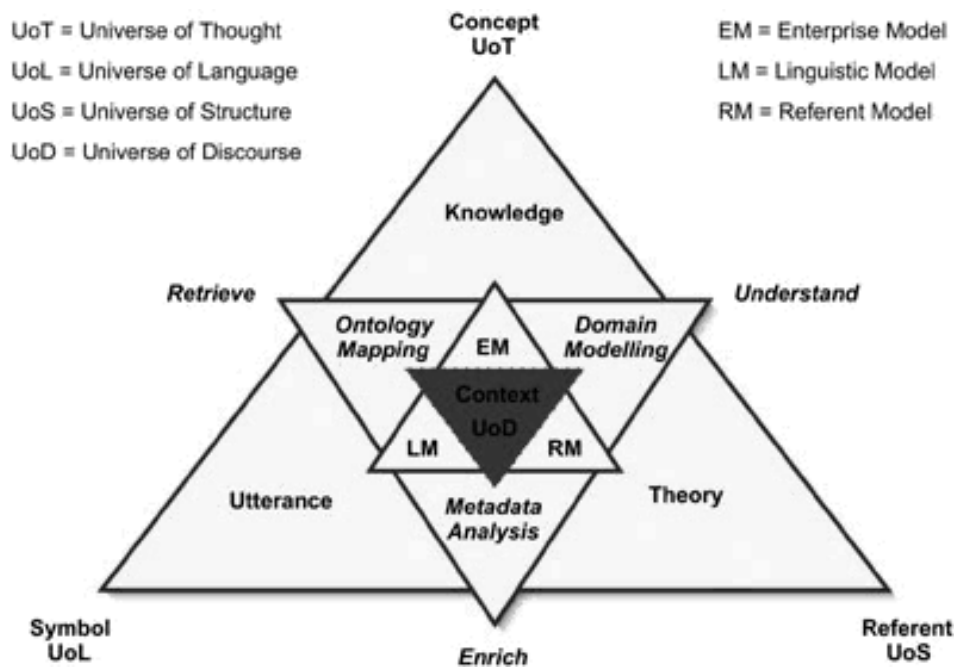 UoT = Universe of Thought
UoL = Universe of Language
UoS = Universe of Structure
UoD = Universe of Discourse
Concept
UoT
EM = Enterprise Model
LM = Linguistic Model
RM = Referent Model
Knowledge
Retrieve
Understand
Ontology
Mapping
EM
Domain
Modelling
Context
UoD
LM
RM
Utterance
Metadata
Analysis
Theory
Symbol
UoL
Enrich
Referent
UoS